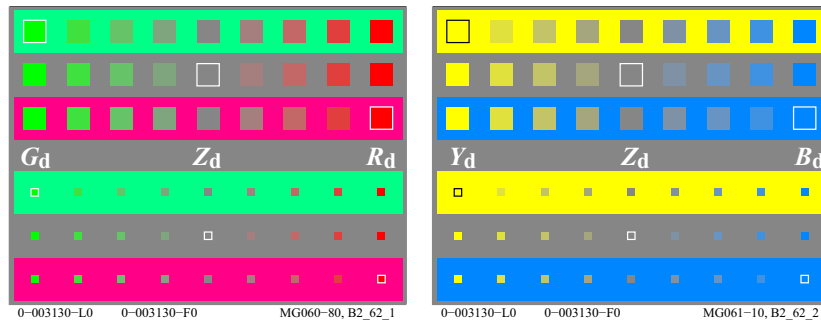 Gd Zd Rd
Yd Zd Bd
0−003130−L0 0−003130−F0 MG060−80, B2_62_1
0−003130−L0 0−003130−F0 MG061−10, B2_62_2